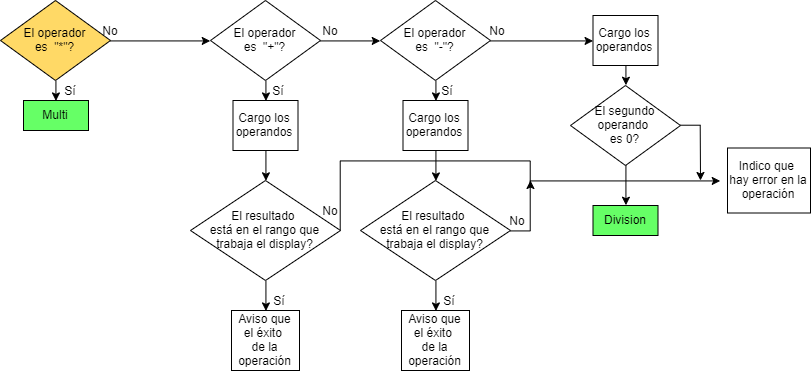 El operador
es "*"?
No
El operador
es "+"?
No
El operador
es "-"?
No
Cargo los
operandos
Sí
Sí
Sí
Multi
Cargo los
operandos
Cargo los
operandos
El segundo
operando
es 0?
Indico que
hay error en la
operación
El resultado
está en el rango que
trabaja el display?
No
El resultado
está en el rango que
trabaja el display?
No
Division
Sí
Sí
Aviso que
el éxito
de la
operación
Aviso que
el éxito
de la
operación